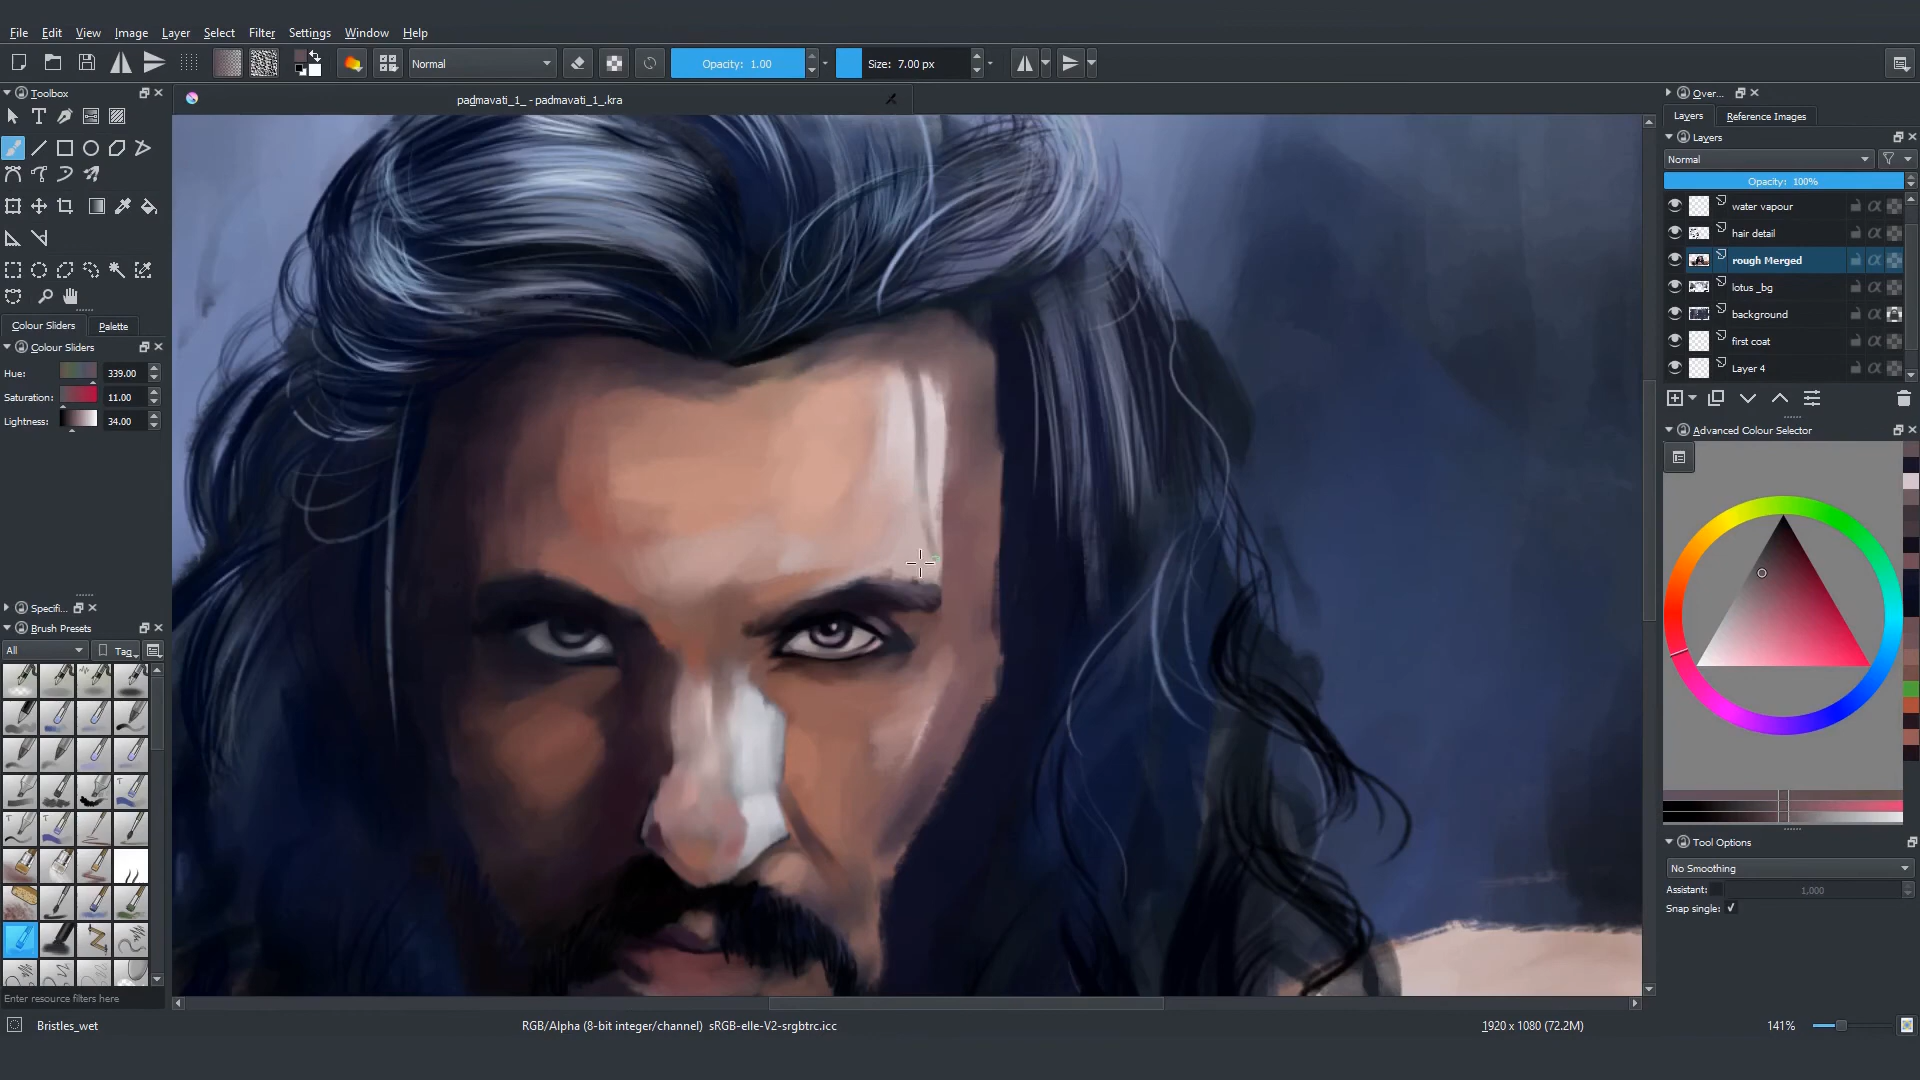 File Edit View Image Layer Select Filter Settings Window Help
Normal
Opacity: 1.00
Size: 7.00 px
Toolbox
padmavati_1_ - padmavati_1_.kra
Over...
Layers Reference Images
Layers
Normal
Opacity: 100%
water vapour
hair detail
rough Merged
lotus _bg
background
first coat
Layer 4
Colour Sliders Palette
Colour Sliders
Hue: 339.00
Saturation: 11.00
Lightness: 34.00
Advanced Colour Selector
Specifi...
Brush Presets
All Tag
Tool Options
No Smoothing
Assistant: 1,000
Snap single:
Enter resource filters here
Bristles_wet
RGB/Alpha (8-bit integer/channel) sRGB-elle-V2-srgbtrc.icc
1920 x 1080 (72.2M)
141%